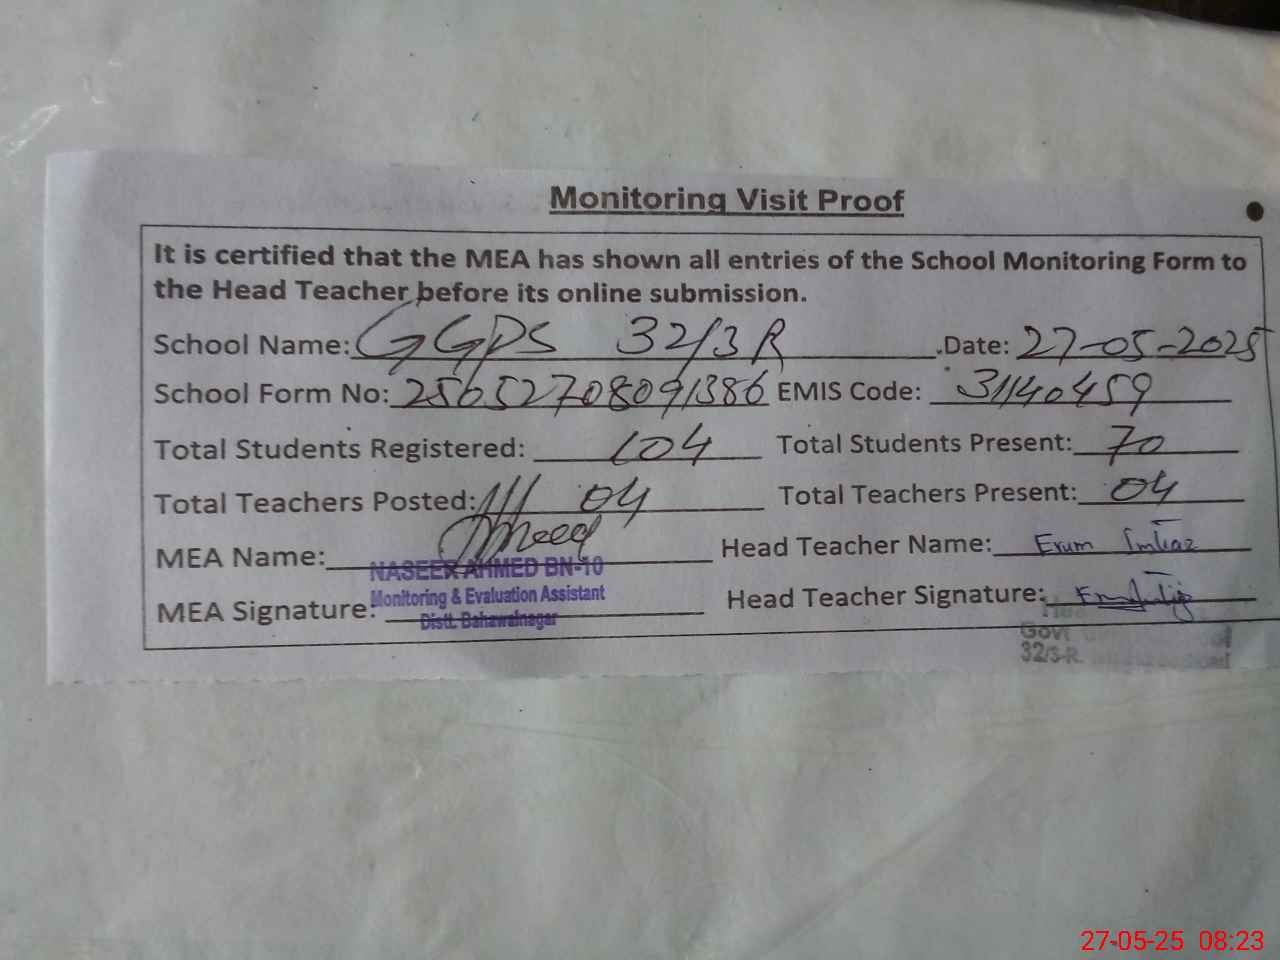 Monitoring Visit Proof
It is certified that the MEA has shown all entries of the School Monitoring Form to
the Head Teacher before its online submission.
School Name: GGPS 32/3R .Date: 27-05-2025
School Form No: 25652708091386 EMIS Code: 31140459
Total Students Registered: 104 Total Students Present: 70
Total Teachers Posted: 04 Total Teachers Present: 04
MEA Name: Head Teacher Name: Erum Imtiaz
NASEER AHMED BN-10
Monitoring & Evaluation Assistant
MEA Signature: Head Teacher Signature:
Distt. Bahawalnagar
Govt
32/3-R
27-05-25 08:23